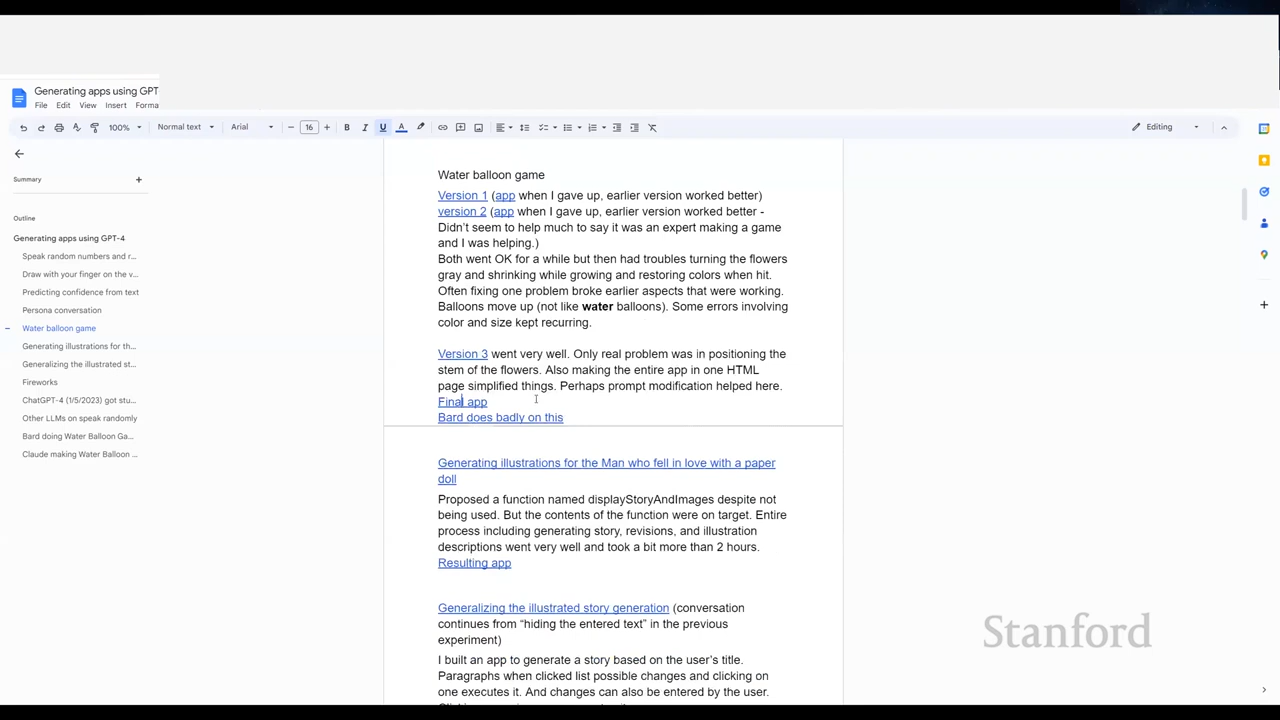 Generating apps using GPT
File Edit View Insert Forma
100% Normal text Arial 16 B I U A Editing
Summary
Outline
Generating apps using GPT-4
Speak random numbers and r...
Draw with your finger on the v...
Predicting confidence from text
Persona conversation
Water balloon game
Generating illustrations for th...
Generalizing the illustrated st...
Fireworks
ChatGPT-4 (1/5/2023) got stu...
Other LLMs on speak randomly
Bard doing Water Balloon Ga...
Claude making Water Balloon ...
Water balloon game
Version 1 (app when I gave up, earlier version worked better)
version 2 (app when I gave up, earlier version worked better -
Didn't seem to help much to say it was an expert making a game
and I was helping.)
Both went OK for a while but then had troubles turning the flowers
gray and shrinking while growing and restoring colors when hit.
Often fixing one problem broke earlier aspects that were working.
Balloons move up (not like water balloons). Some errors involving
color and size kept recurring.
Version 3 went very well. Only real problem was in positioning the
stem of the flowers. Also making the entire app in one HTML
page simplified things. Perhaps prompt modification helped here.
Final app
Bard does badly on this
Generating illustrations for the Man who fell in love with a paper
doll
Proposed a function named displayStoryAndImages despite not
being used. But the contents of the function were on target. Entire
process including generating story, revisions, and illustration
descriptions went very well and took a bit more than 2 hours.
Resulting app
Generalizing the illustrated story generation (conversation
continues from “hiding the entered text” in the previous
experiment)
I built an app to generate a story based on the user's title.
Paragraphs when clicked list possible changes and clicking on
one executes it. And changes can also be entered by the user.
Stanford